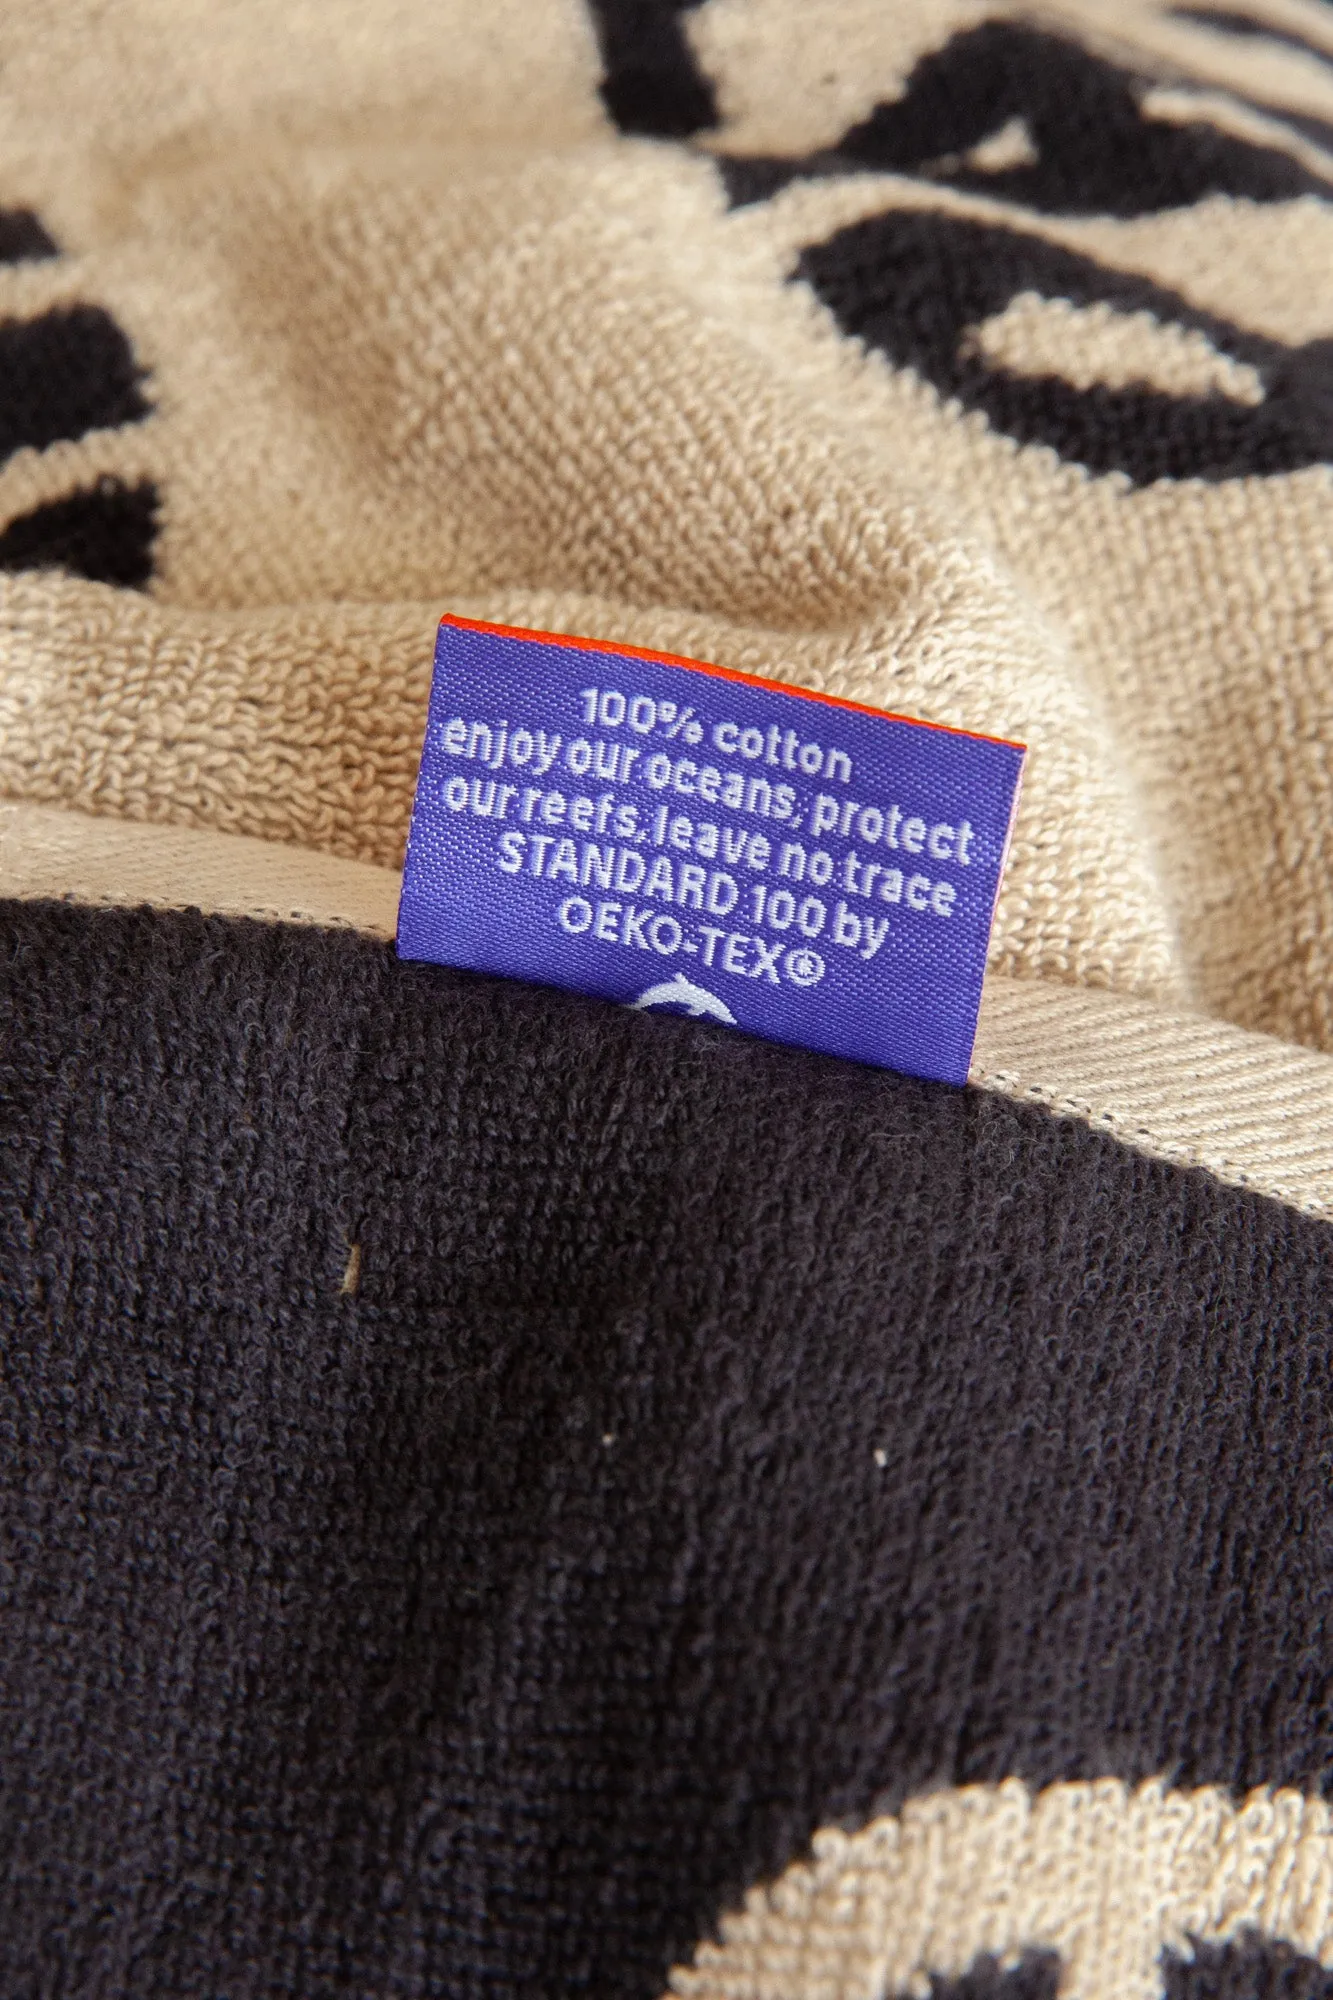 100% cotton
enjoy our oceans, protect
our reefs, leave no trace
STANDARD 100 by
OEKO-TEX®